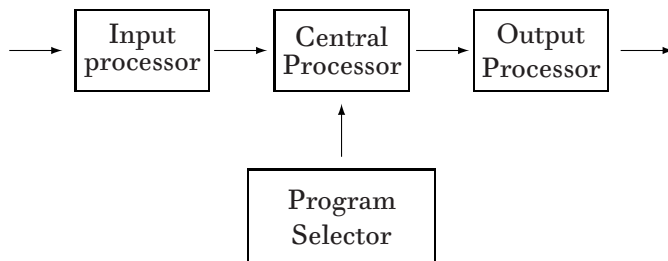 Input
processor
Central
Processor
Output
Processor
Program
Selector